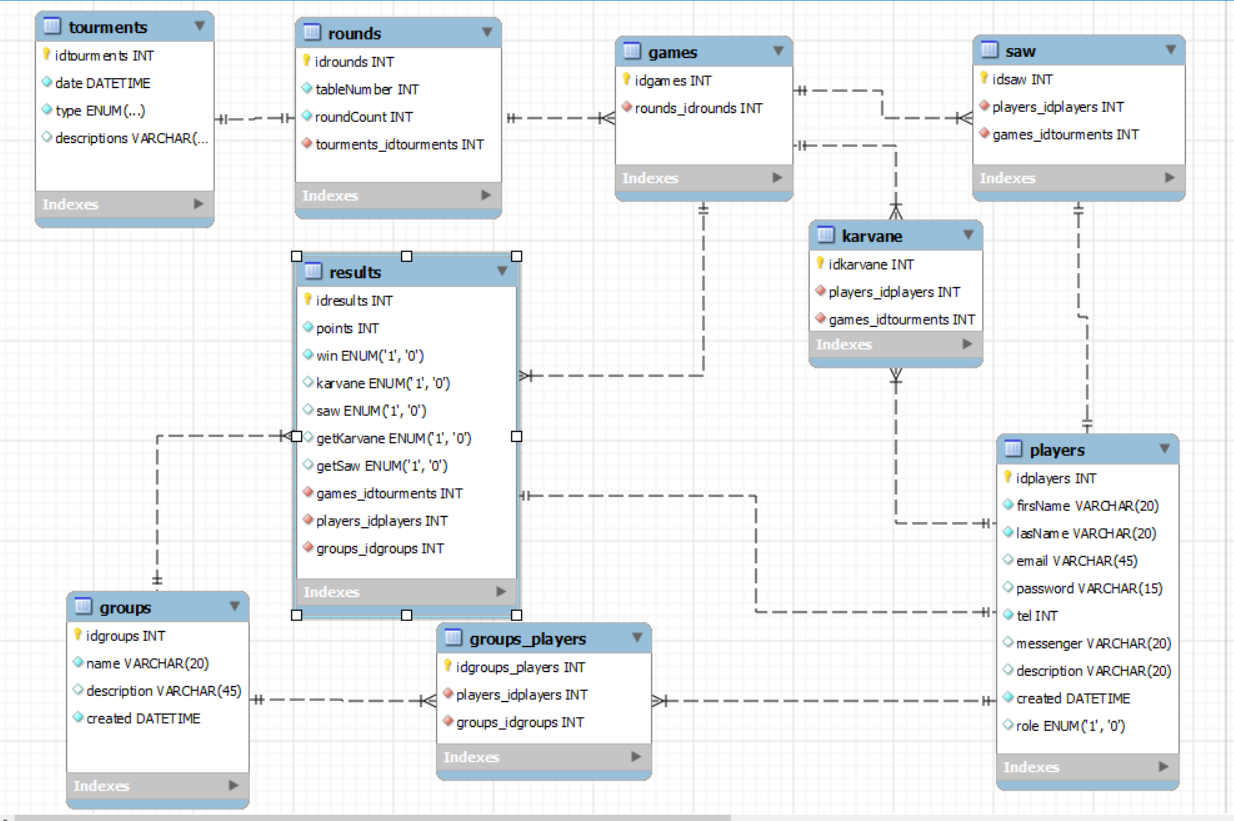 tourments
idtourments INT
date DATETIME
type ENUM(...)
descriptions VARCHAR(...
Indexes
rounds
idrounds INT
tableNumber INT
roundCount INT
tourments_idtourments INT
Indexes
games
idgames INT
rounds_idrounds INT
Indexes
saw
idsaw INT
players_idplayers INT
games_idtourments INT
Indexes
karvane
idkarvane INT
players_idplayers INT
games_idtourments INT
Indexes
results
idresults INT
points INT
win ENUM('1', '0')
karvane ENUM('1', '0')
saw ENUM('1', '0')
getKarvane ENUM('1', '0')
getSaw ENUM('1', '0')
games_idtourments INT
players_idplayers INT
groups_idgroups INT
Indexes
players
idplayers INT
firsName VARCHAR(20)
lasName VARCHAR(20)
email VARCHAR(45)
password VARCHAR(15)
tel INT
messenger VARCHAR(20)
description VARCHAR(20)
created DATETIME
role ENUM('1', '0')
Indexes
groups
idgroups INT
name VARCHAR(20)
description VARCHAR(45)
created DATETIME
Indexes
groups_players
idgroups_players INT
players_idplayers INT
groups_idgroups INT
Indexes